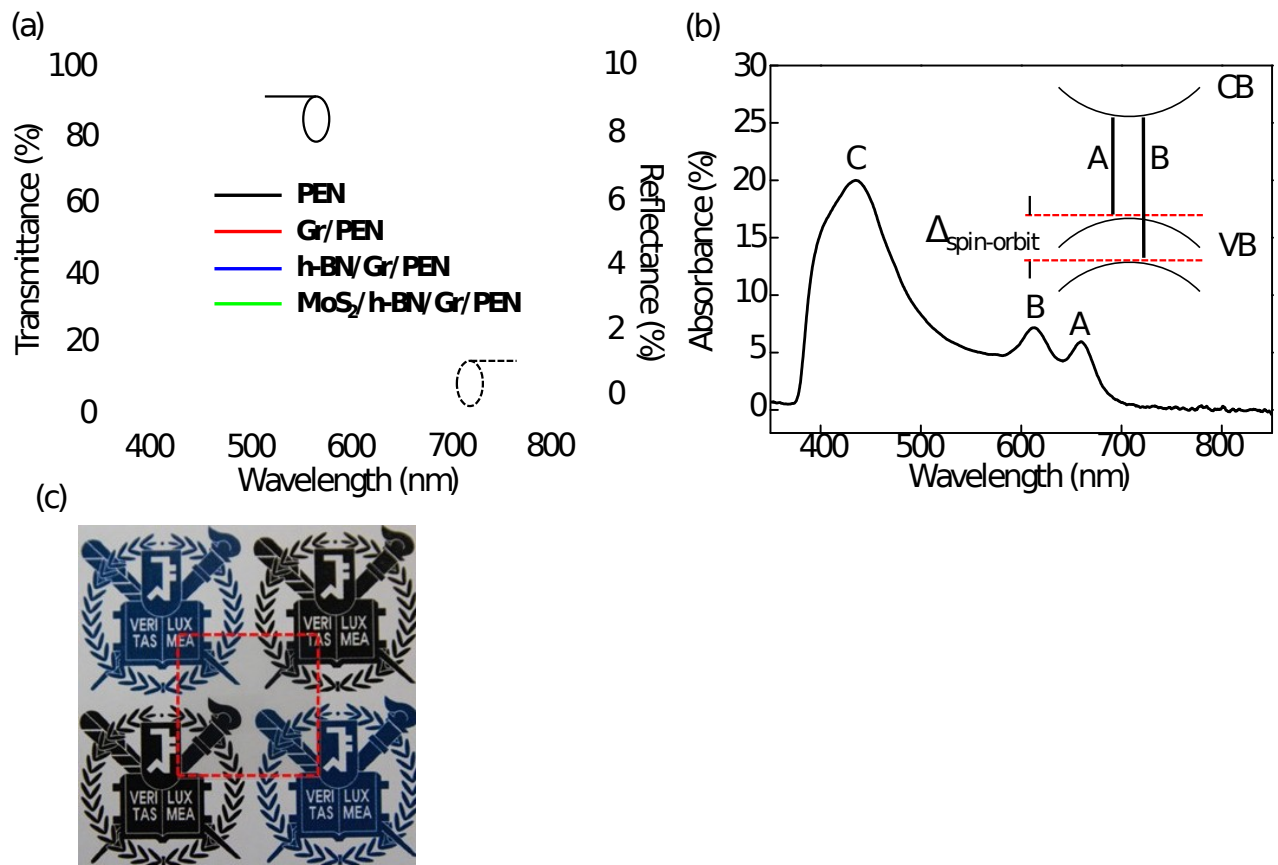 (a)
100
80
60
40
20
0
Transmittance (%)
10
8
6
4
2
0
Reflectance (%)
PEN
Gr/PEN
h-BN/Gr/PEN
MoS₂/h-BN/Gr/PEN
400 500 600 700 800
Wavelength (nm)
(b)
30
25
20
15
10
5
0
Absorbance (%)
C
B
A
CB
A B
Δspin-orbit
VB
400 500 600 700 800
Wavelength (nm)
(c)
VERI LUX
TAS MEA
VERI LUX
TAS MEA
VERI LUX
TAS MEA
VERI LUX
TAS MEA